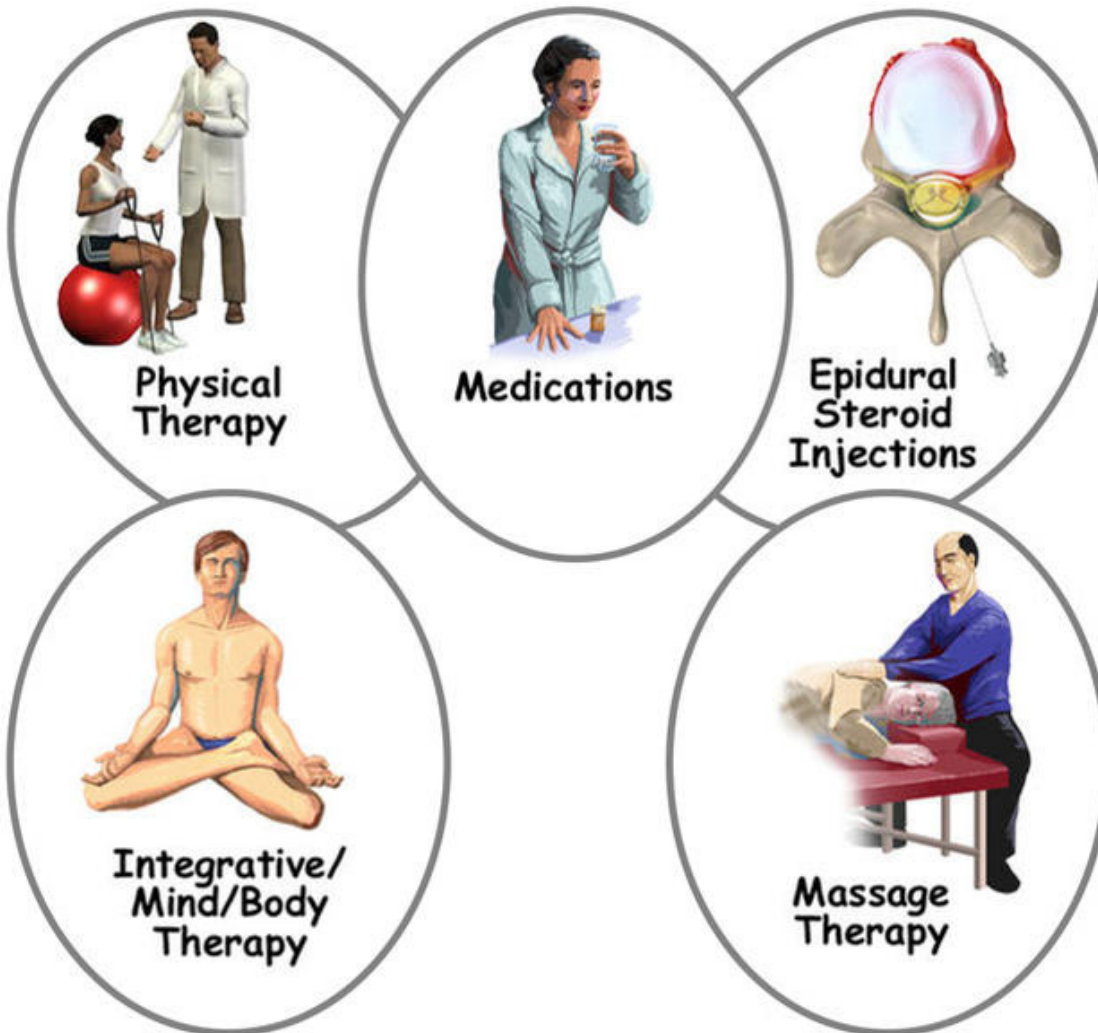 Physical
Therapy
Medications
Epidural
Steroid
Injections
Integrative/
Mind/Body
Therapy
Massage
Therapy